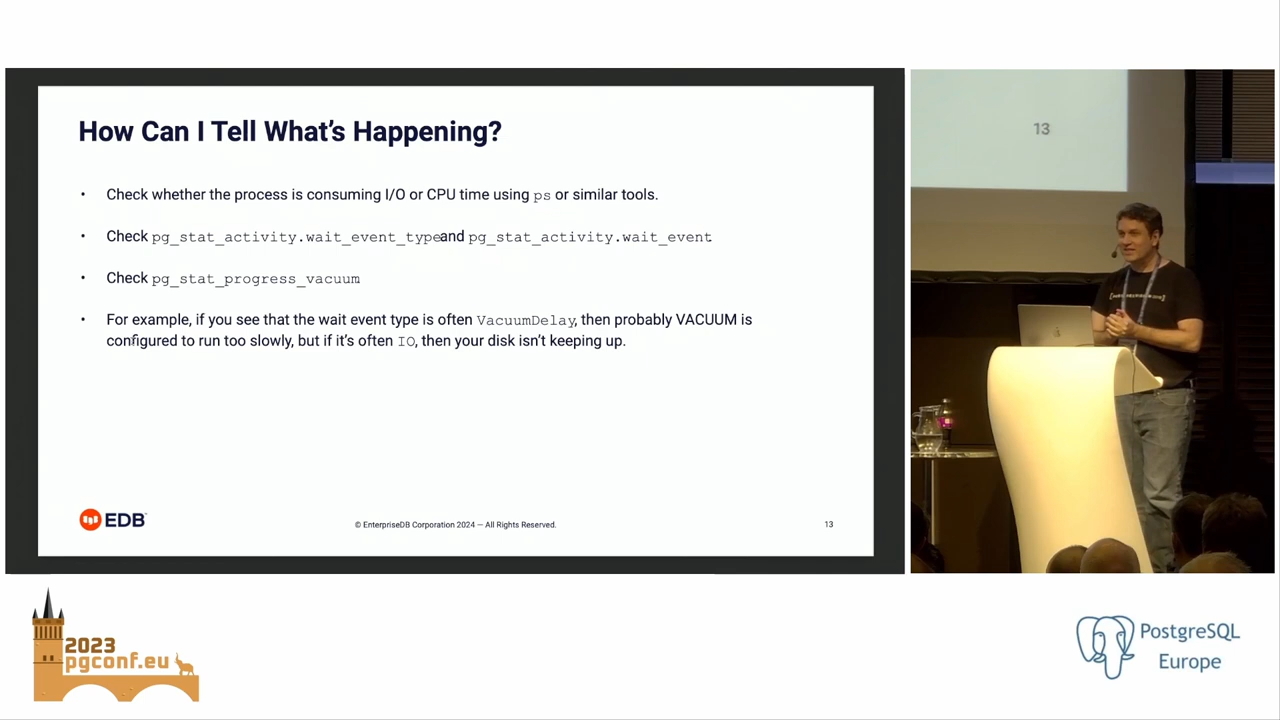 How Can I Tell What's Happening?
• Check whether the process is consuming I/O or CPU time using ps or similar tools.
• Check pg_stat_activity.wait_event_type and pg_stat_activity.wait_event.
• Check pg_stat_progress_vacuum
• For example, if you see that the wait event type is often VacuumDelay, then probably VACUUM is
configured to run too slowly, but if it's often IO, then your disk isn't keeping up.
EDB
© EnterpriseDB Corporation 2024 — All Rights Reserved.
13
13
2023
pgconf.eu
PostgreSQL
Europe